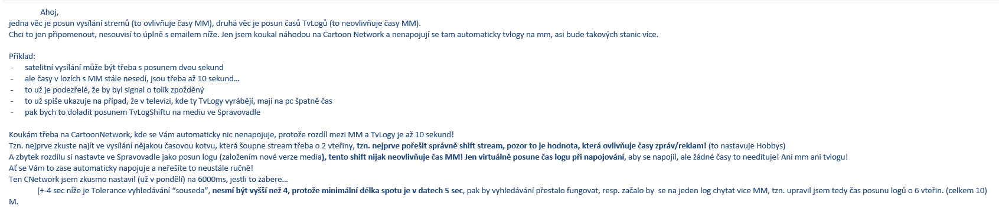 Ahoj,
jedna věc je posun vysílání stremů (to ovlivňuje časy MM), druhá věc je posun časů TvLogů (to neovlivňuje časy MM).
Chci to jen připomenout, nesouvisí to úplně s emailem níže. Jen jsem koukal náhodou na Cartoon Network a nenapojují se tam automaticky tvlogy na mm, asi bude takových stanic více.
Příklad:
- satelitní vysílání může být třeba s posunem dvou sekund
- ale časy v lozích s MM stále nesedí, jsou třeba až 10 sekund…
- to už je podezřelé, že by byl signal o tolik zpožděný
- to už spíše ukazuje na případ, že v televizi, kde ty TvLogy vyrábějí, mají na pc špatně čas
- pak bych to doladit posunem TvLogShiftu na mediu ve Spravovadle
Koukám třeba na CartoonNetwork, kde se Vám automaticky nic nenapojuje, protože rozdíl mezi MM a TvLogy je až 10 sekund!
Tzn. nejprve zkuste najít ve vysílání nějakou časovou kotvu, která šoupne stream třeba o 2 vteřiny, tzn. nejprve pořešit správně shift stream, pozor to je hodnota, která ovlivňuje časy zpráv/reklam! (to nastavuje Hobbys)
A zbytek rozdílu si nastavte ve Spravovadle jako posun logu (založením nové verze media), tento shift nijak neovlivňuje čas MM! Jen virtuálně posune čas logu při napojování, aby se napojil, ale žádné časy to needituje! Ani mm ani tvlogu!
Ať se Vám to zase automaticky napojuje a neřešíte to neustále ručně!
Ten CNetwork jsem zkusmo nastavil (už v pondělí) na 6000ms, jestli to zabere…
(+-4 sec níže je Tolerance vyhledávání “souseda”, nesmí být vyšší než 4, protože minimální délka spotu je v datech 5 sec, pak by vyhledávání přestalo fungovat, resp. začalo by se na jeden log chytat vice MM, tzn. upravil jsem tedy čas posunu logů o 6 vteřin. (celkem 10)
M.